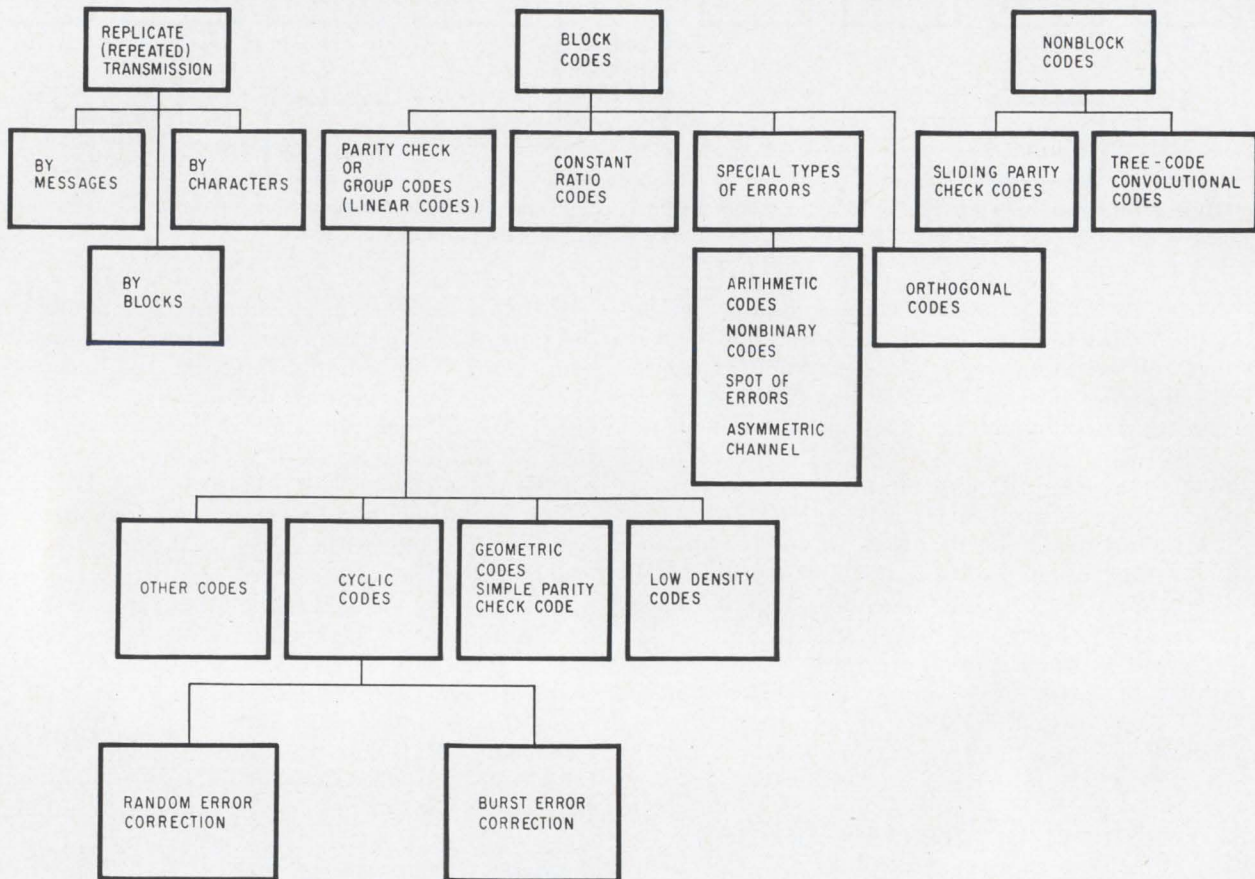 REPLICATE
(REPEATED)
TRANSMISSION
BLOCK
CODES
NONBLOCK
CODES
BY
MESSAGES
BY
CHARACTERS
PARITY CHECK
OR
GROUP CODES
(LINEAR CODES)
CONSTANT
RATIO
CODES
SPECIAL TYPES
OF ERRORS
SLIDING PARITY
CHECK CODES
TREE-CODE
CONVOLUTIONAL
CODES
BY
BLOCKS
ARITHMETIC
CODES
NONBINARY
CODES
SPOT OF
ERRORS
ASYMMETRIC
CHANNEL
ORTHOGONAL
CODES
OTHER CODES
CYCLIC
CODES
GEOMETRIC
CODES
SIMPLE PARITY
CHECK CODE
LOW DENSITY
CODES
RANDOM ERROR
CORRECTION
BURST ERROR
CORRECTION